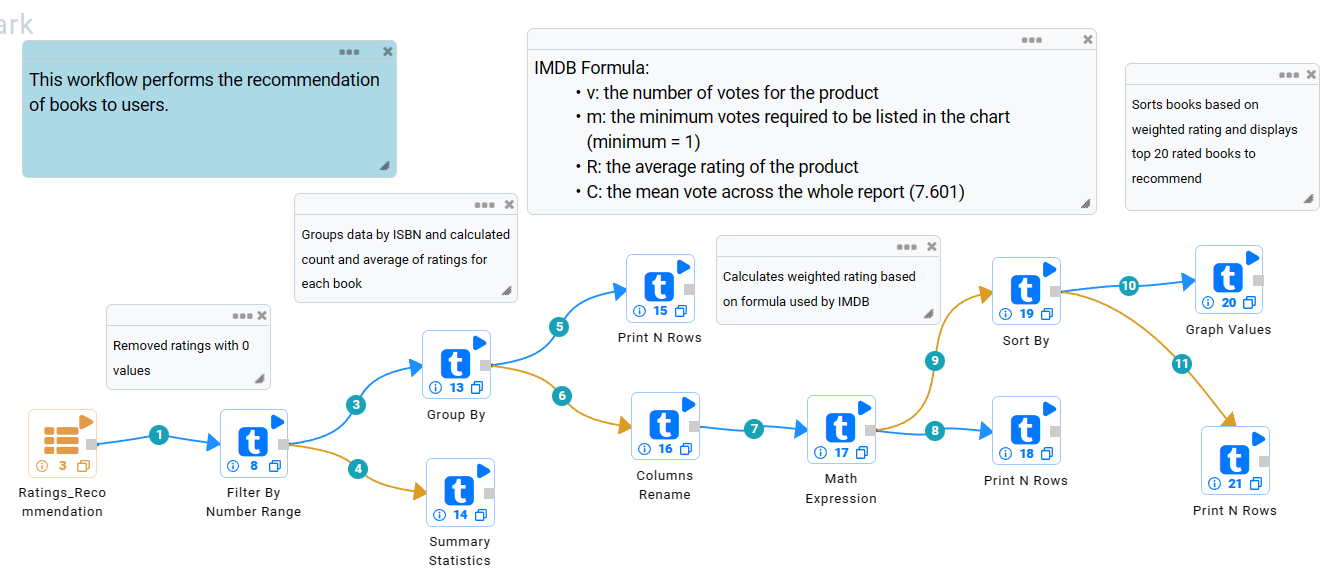 ark
This workflow performs the recommendation
of books to users.
IMDB Formula:
• v: the number of votes for the product
• m: the minimum votes required to be listed in the chart
(minimum = 1)
• R: the average rating of the product
• C: the mean vote across the whole report (7.601)
Sorts books based on
weighted rating and displays
top 20 rated books to
recommend
Groups data by ISBN and calculated
count and average of ratings for
each book
Calculates weighted rating based
on formula used by IMDB
Removed ratings with 0
values
3
Ratings_Reco
mmendation
1
t
8
Filter By
Number Range
3
4
t
13
Group By
t
14
Summary
Statistics
5
6
t
15
Print N Rows
t
16
Columns
Rename
7
t
17
Math
Expression
9
8
t
19
Sort By
t
18
Print N Rows
10
11
t
20
Graph Values
t
21
Print N Rows